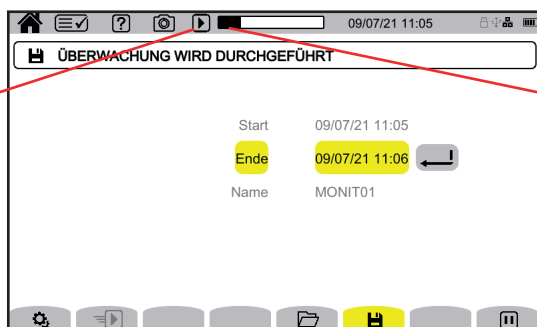 09/07/21 11:05
ÜBERWACHUNG WIRD DURCHGEFÜHRT
Start 09/07/21 11:05
Ende 09/07/21 11:06
Name MONIT01